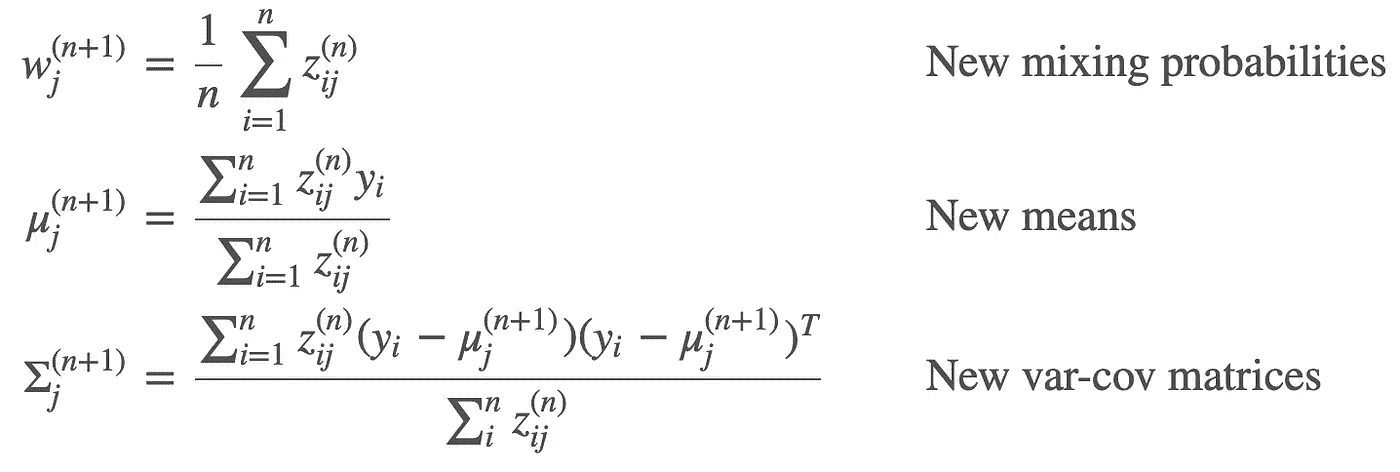 w_j^{(n+1)} = \frac{1}{n} \sum_{i=1}^{n} z_{ij}^{(n)} New mixing probabilities
\mu_j^{(n+1)} = \frac{\sum_{i=1}^{n} z_{ij}^{(n)} y_i}{\sum_{i=1}^{n} z_{ij}^{(n)}} New means
\Sigma_j^{(n+1)} = \frac{\sum_{i=1}^{n} z_{ij}^{(n)} (y_i - \mu_j^{(n+1)})(y_i - \mu_j^{(n+1)})^T}{\sum_{i}^{n} z_{ij}^{(n)}} New var-cov matrices